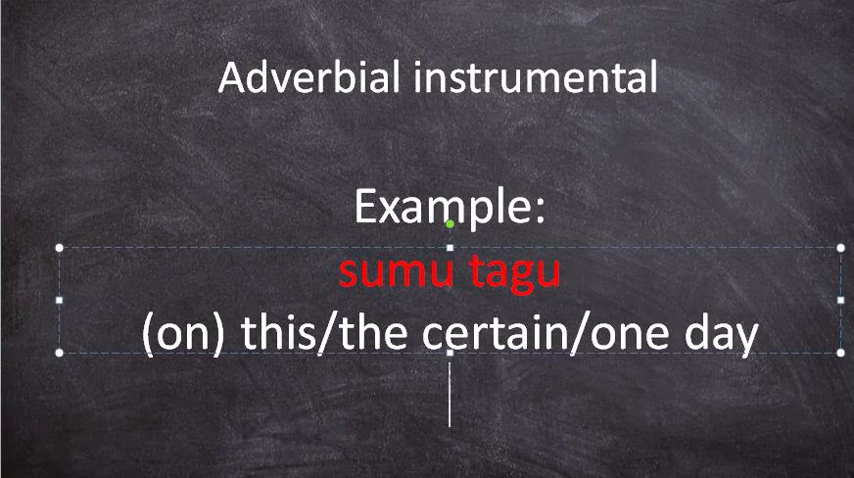 Adverbial instrumental
Example:
sumu tagu
(on) this/the certain/one day